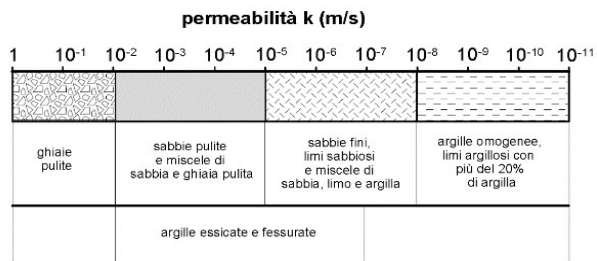 permeabilità k (m/s)
1 10⁻¹ 10⁻² 10⁻³ 10⁻⁴ 10⁻⁵ 10⁻⁶ 10⁻⁷ 10⁻⁸ 10⁻⁹ 10⁻¹⁰ 10⁻¹¹
ghiaie
pulite
sabbie pulite
e miscele di
sabbia e ghiaia pulita
sabbie fini,
limi sabbiosi
e miscele di
sabbia, limo e argilla
argille omogenee,
limi argillosi con
più del 20%
di argilla
argille essicate e fessurate